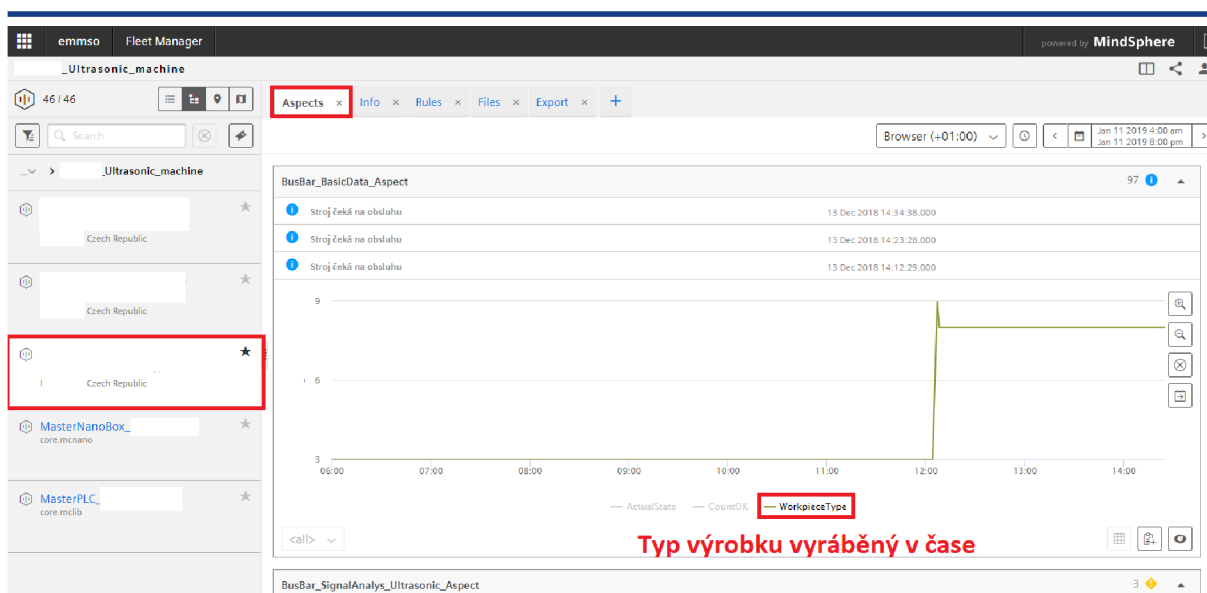 emmso Fleet Manager powered by MindSphere
_Ultrasonic_machine
46/46
Aspects × Info × Rules × Files × Export × +
Search
Browser (+01:00)
Jan 11 2019 4:00 am
Jan 11 2019 8:00 pm
..., > _Ultrasonic_machine
BusBar_BasicData_Aspect 97
Stroj čeká na obsluhu 13 Dec 2018 14:34:38.000
Stroj čeká na obsluhu 13 Dec 2018 14:23:28.000
Stroj čeká na obsluhu 13 Dec 2018 14:12:29.000
Czech Republic
Czech Republic
Czech Republic
MasterNanoBox_
core.mcnano
MasterPLC_
core.mclib
9
6
3
06:00 07:00 08:00 09:00 10:00 11:00 12:00 13:00 14:00
ActualState CountOK WorkpieceType
<all>
Typ výrobku vyráběný v čase
BusBar_SignalAnalys_Ultrasonic_Aspect 3